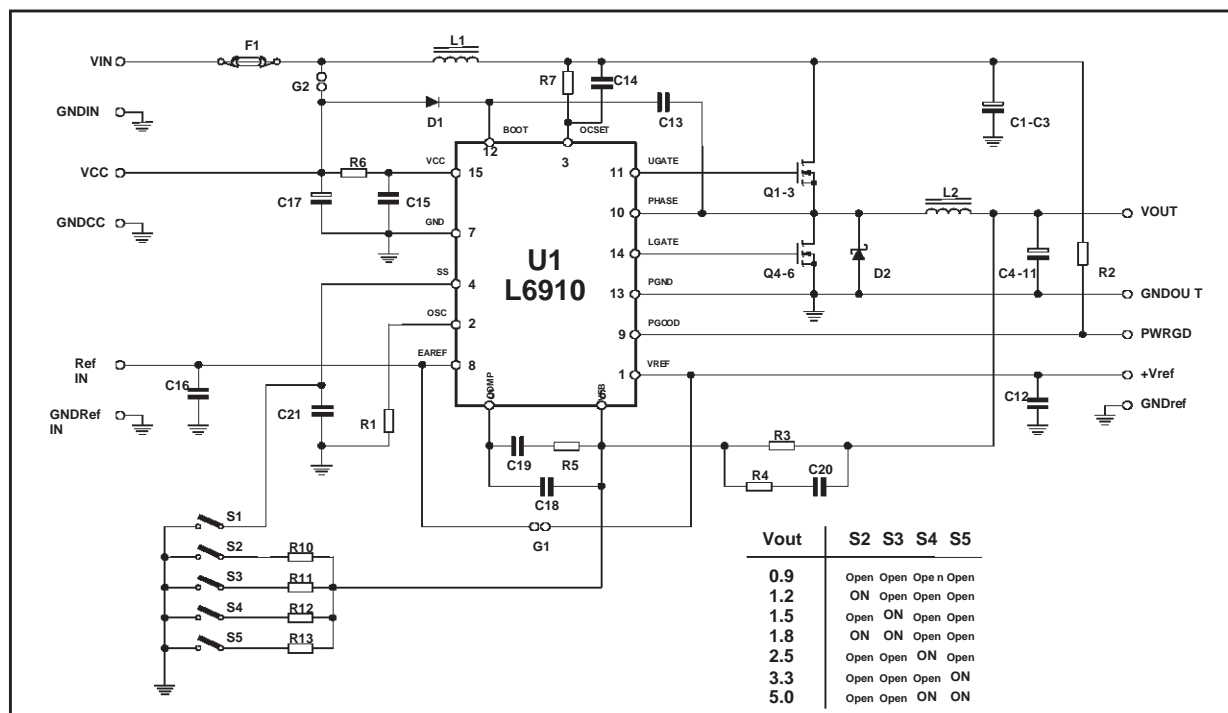 F1
L1
VIN
G2
R7
C14
GNDIN
D1
BOOT
C13
OCSET
C1-C3
12
3
VCC
R6
VCC
15
11
UGATE
Q1-3
C17
C15
10
PHASE
L2
VOUT
GNDCC
GND
7
U1
L6910
14
LGATE
Q4-6
D2
C4-11
R2
SS
4
13
PGND
GNDOUT
OSC
2
9
PGOOD
PWRGD
Ref
IN
EAREF
8
1
VREF
+Vref
C16
COMP
C12
GNDRef
IN
C21
R1
GNDref
C19
R5
R3
R4
C20
C18
G1
S1
S2
R10
S3
R11
S4
R12
S5
R13
Vout S2 S3 S4 S5
0.9 Open Open Open Open
1.2 ON Open Open Open
1.5 Open ON Open Open
1.8 ON ON Open Open
2.5 Open Open ON Open
3.3 Open Open Open ON
5.0 Open Open ON ON